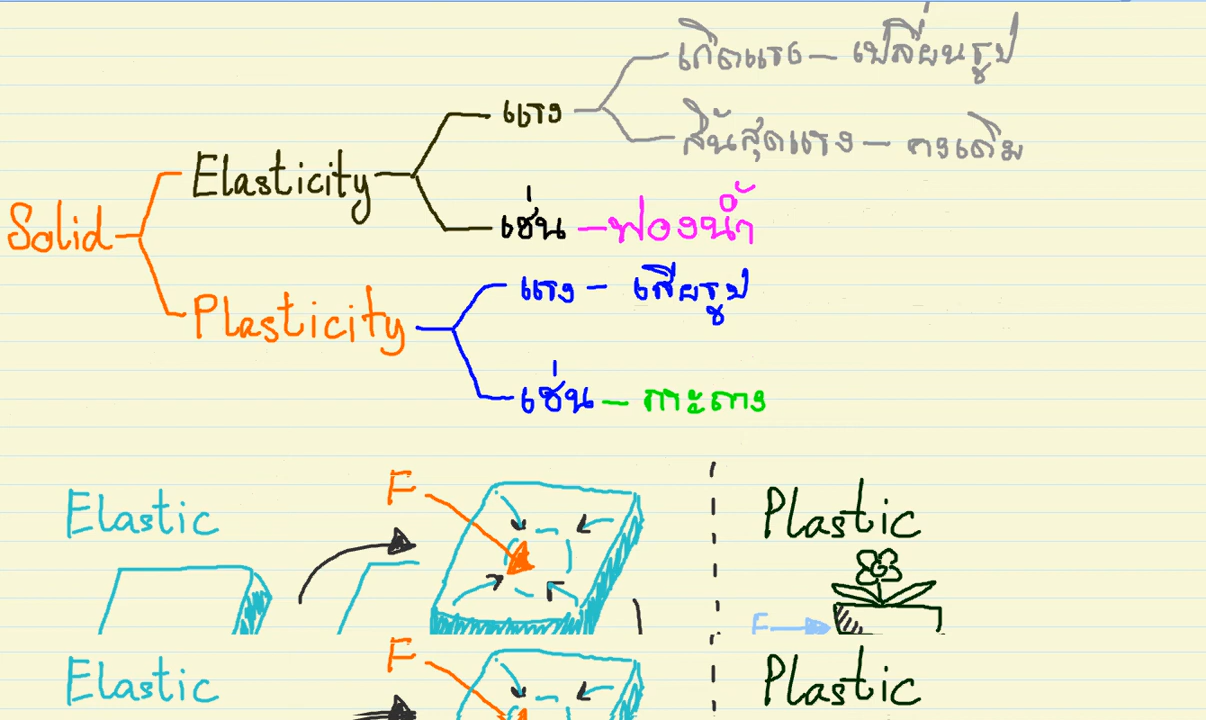 เกิดแรง – เปลี่ยนรูป
แรง
สิ้นสุดแรง – คงเดิม
Elasticity
Solid
เช่น – ฟองน้ำ
แรง – เสียรูป
Plasticity
เช่น – กระถาง
F
Elastic
Plastic
F
F
Elastic
Plastic